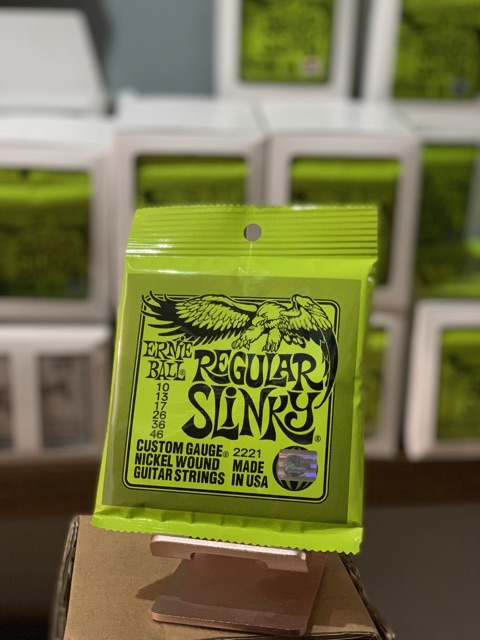 ERNIE
BALL
REGULAR
SLINKY®
10
13
17
26
36
46
CUSTOM GAUGE®
NICKEL WOUND
GUITAR STRINGS
2221
MADE
IN USA